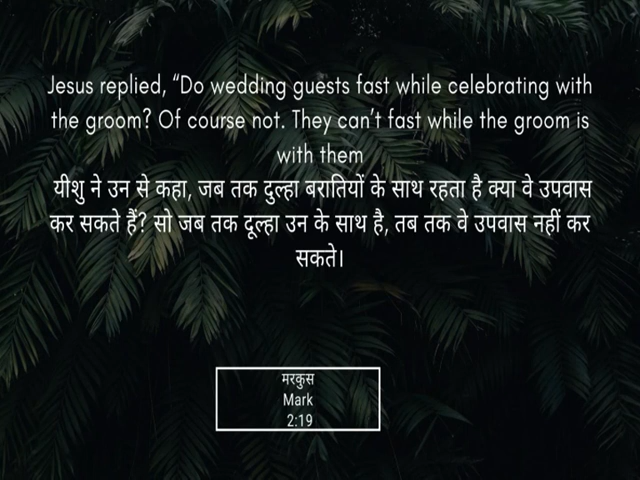 Jesus replied, “Do wedding guests fast while celebrating with
the groom? Of course not. They can’t fast while the groom is
with them
यीशु ने उन से कहा, जब तक दुल्हा बरातियों के साथ रहता है क्या वे उपवास
कर सकते हैं? सो जब तक दूल्हा उन के साथ है, तब तक वे उपवास नहीं कर
सकते।
मरकुस
Mark
2:19